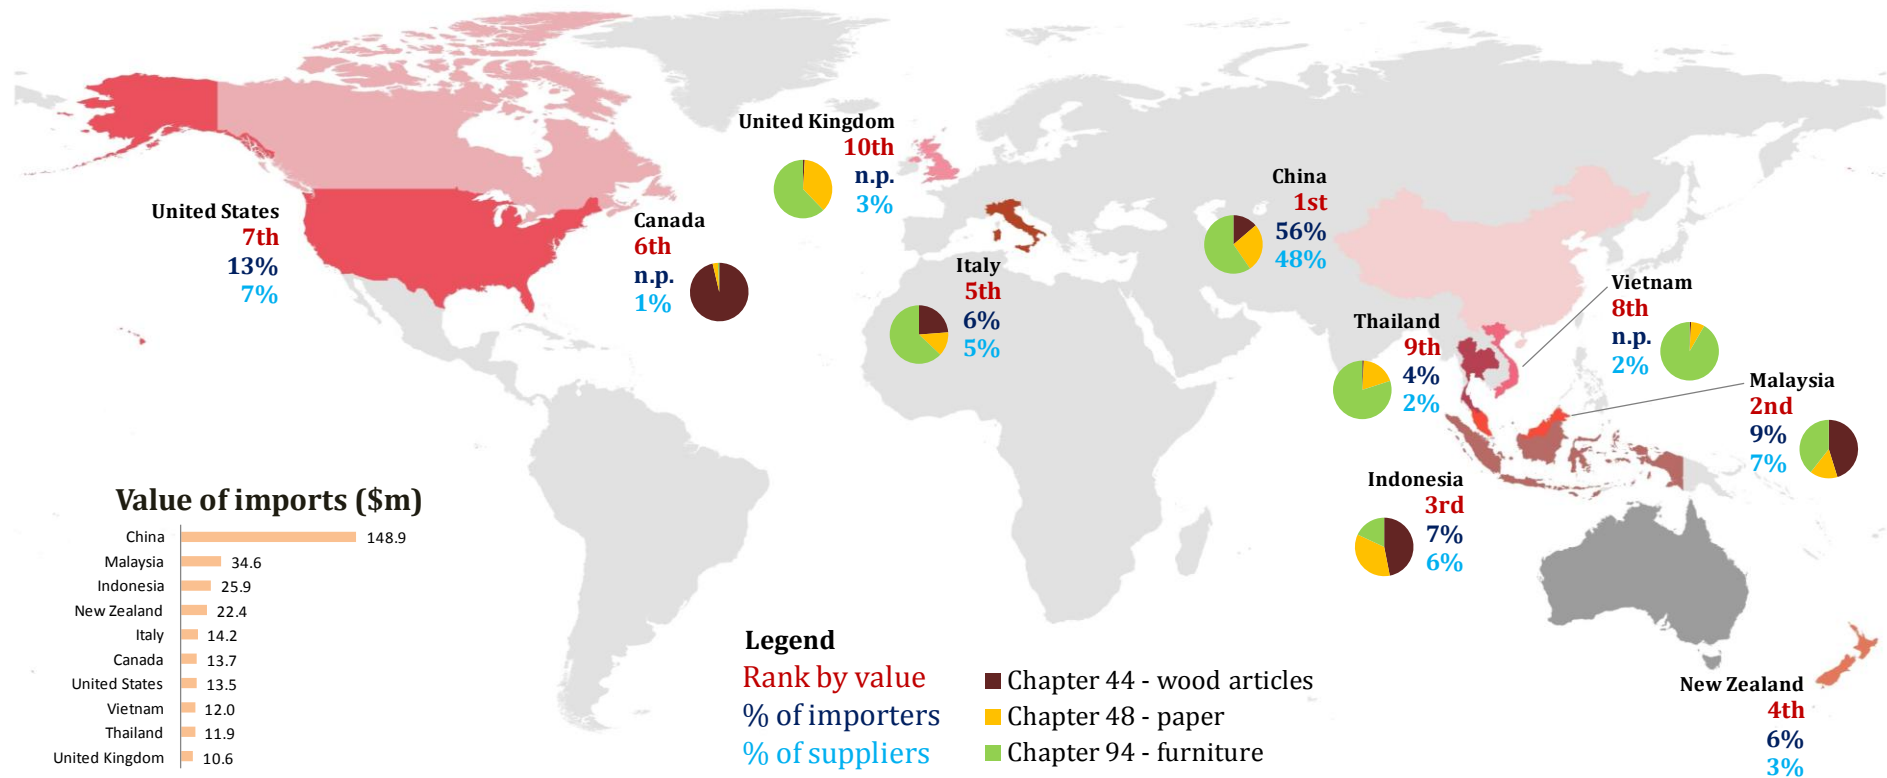 United Kingdom
10th
n.p.
3%
United States
7th
13%
7%
Canada
6th
n.p.
1%
Italy
5th
6%
5%
China
1st
56%
48%
Vietnam
8th
n.p.
2%
Thailand
9th
4%
2%
Malaysia
2nd
9%
7%
Indonesia
3rd
7%
6%
New Zealand
4th
6%
3%
Value of imports ($m)
China 148.9
Malaysia 34.6
Indonesia 25.9
New Zealand 22.4
Italy 14.2
Canada 13.7
United States 13.5
Vietnam 12.0
Thailand 11.9
United Kingdom 10.6
Legend
Rank by value
% of importers
% of suppliers
Chapter 44 - wood articles
Chapter 48 - paper
Chapter 94 - furniture